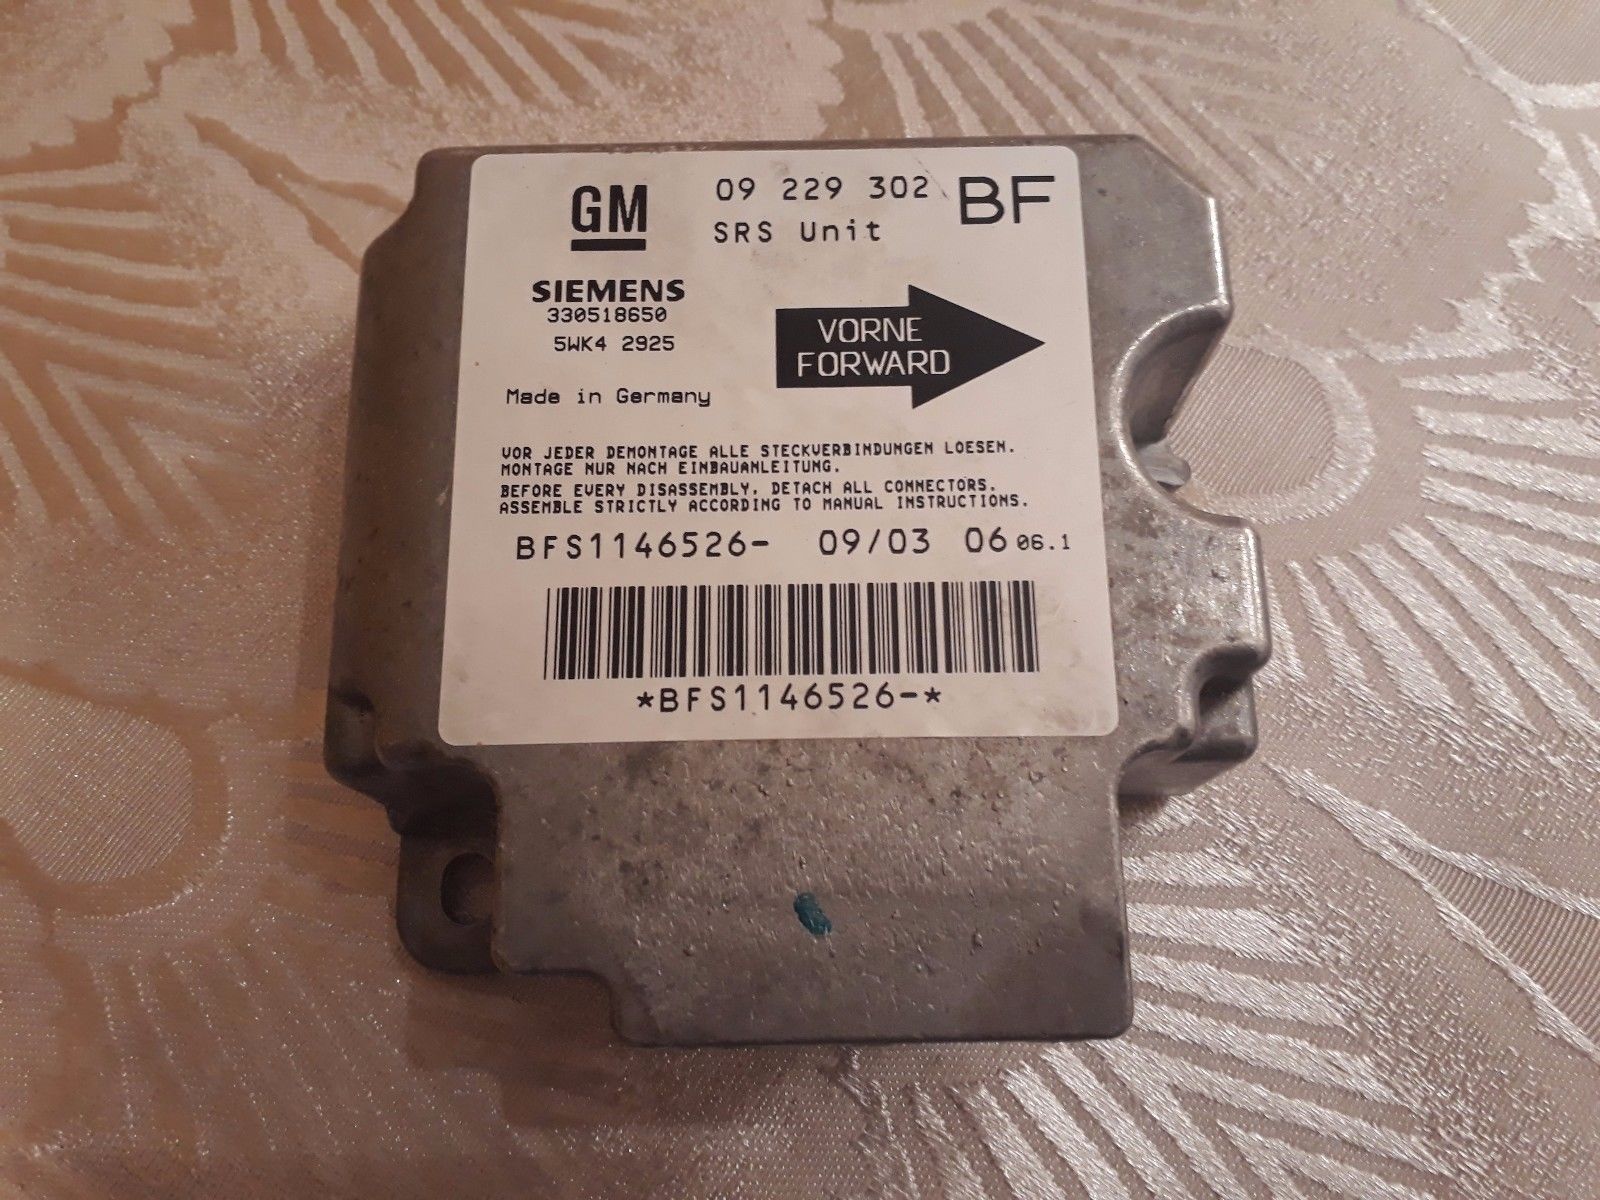 GM
09 229 302 BF
SRS Unit
SIEMENS
330518650
5WK4 2925
VORNE
FORWARD
Made in Germany
VOR JEDER DEMONTAGE ALLE STECKVERBINDUNGEN LOESEN.
MONTAGE NUR NACH EINBAUANLEITUNG.
BEFORE EVERY DISASSEMBLY, DETACH ALL CONNECTORS.
ASSEMBLE STRICTLY ACCORDING TO MANUAL INSTRUCTIONS.
BFS1146526- 09/03 06 06.1
*BFS1146526-*